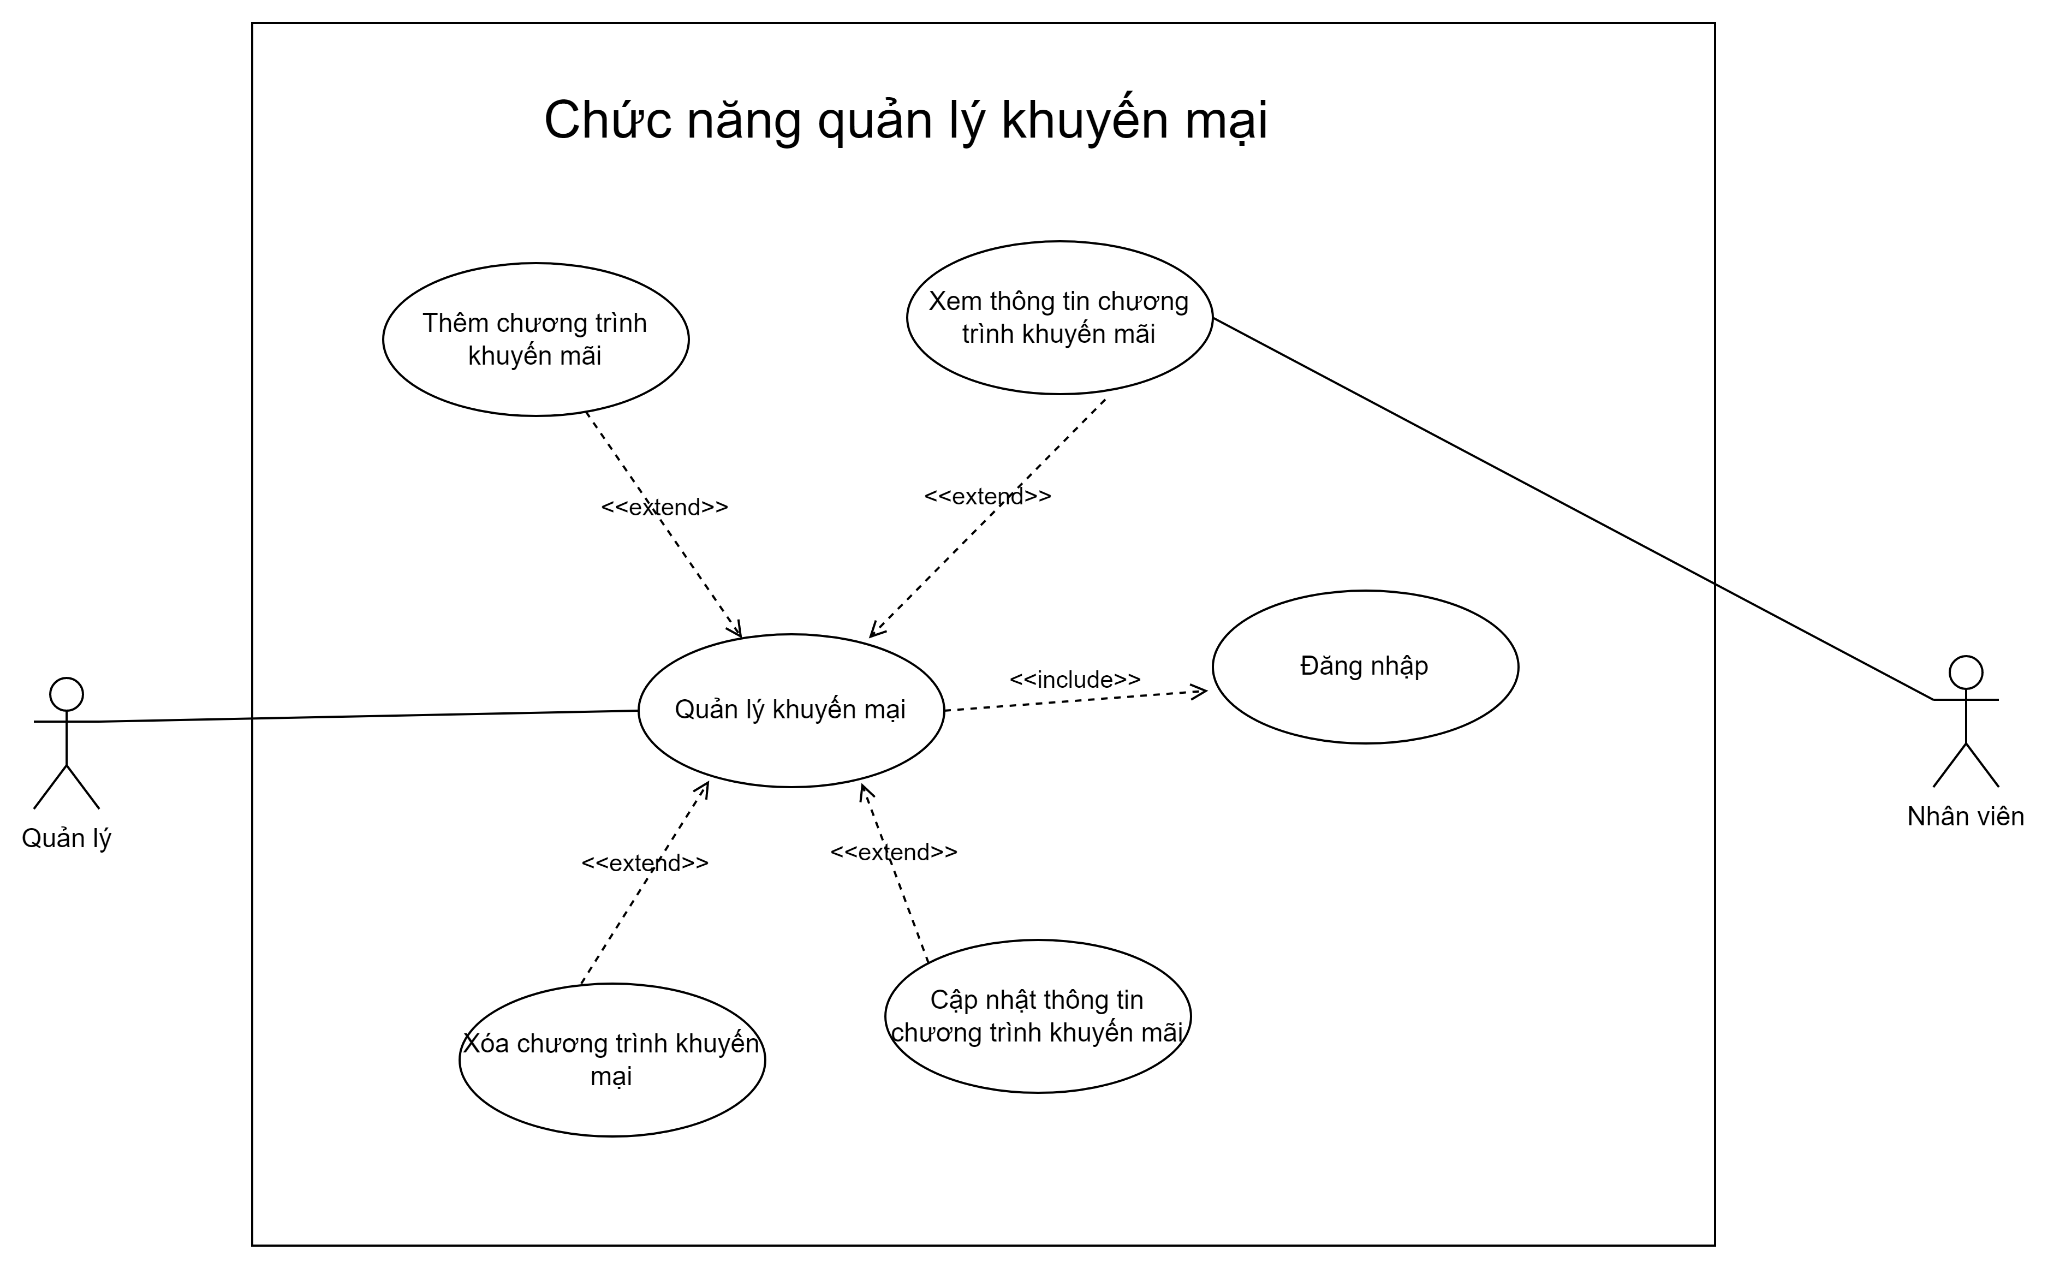 Chức năng quản lý khuyến mại
Thêm chương trình
khuyến mãi
Xem thông tin chương
trình khuyến mãi
<<extend>>
<<extend>>
Quản lý khuyến mại
<<include>>
Đăng nhập
Quản lý
Nhân viên
<<extend>>
<<extend>>
Xóa chương trình khuyến
mại
Cập nhật thông tin
chương trình khuyến mãi